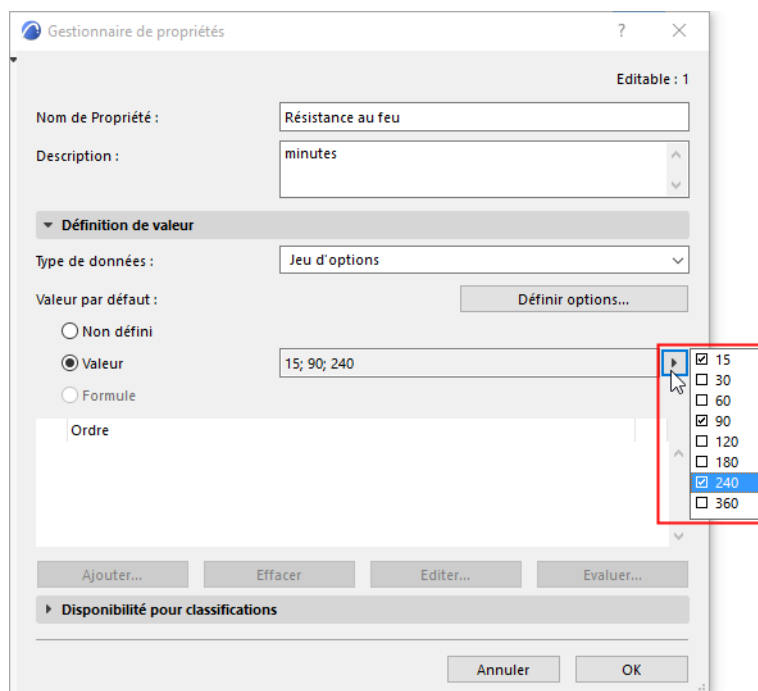 Gestionnaire de propriétés
?
Editable : 1
Nom de Propriété :
Résistance au feu
Description :
minutes
Définition de valeur
Type de données :
Jeu d'options
Valeur par défaut :
Définir options...
Non défini
Valeur
15; 90; 240
15
30
60
90
120
180
240
360
Formule
Ordre
Ajouter...
Effacer
Editer...
Evaluer...
Disponibilité pour classifications
Annuler
OK